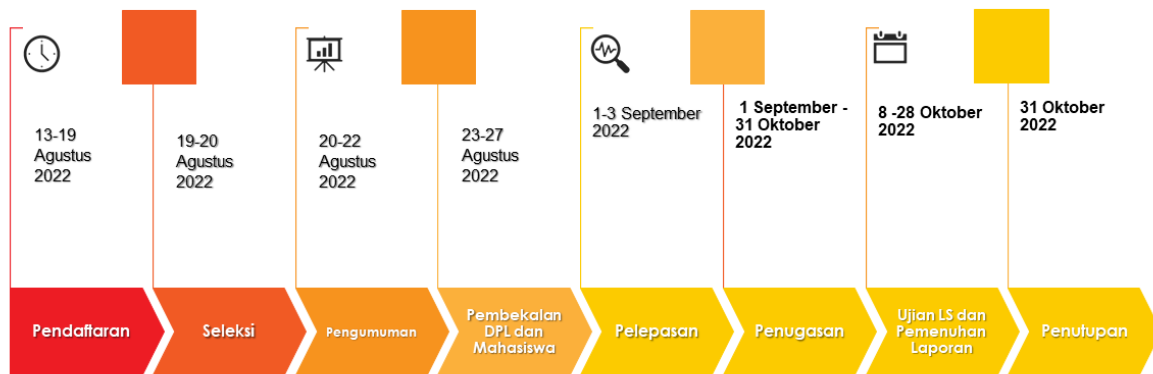 13-19
Agustus
2022
19-20
Agustus
2022
20-22
Agustus
2022
23-27
Agustus
2022
1-3 September
2022
1 September -
31 Oktober
2022
8 -28 Oktober
2022
31 Oktober
2022
Pendaftaran
Seleksi
Pengumuman
Pembekalan
DPL dan
Mahasiswa
Pelepasan
Penugasan
Ujian LS dan
Pemenuhan
Laporan
Penutupan